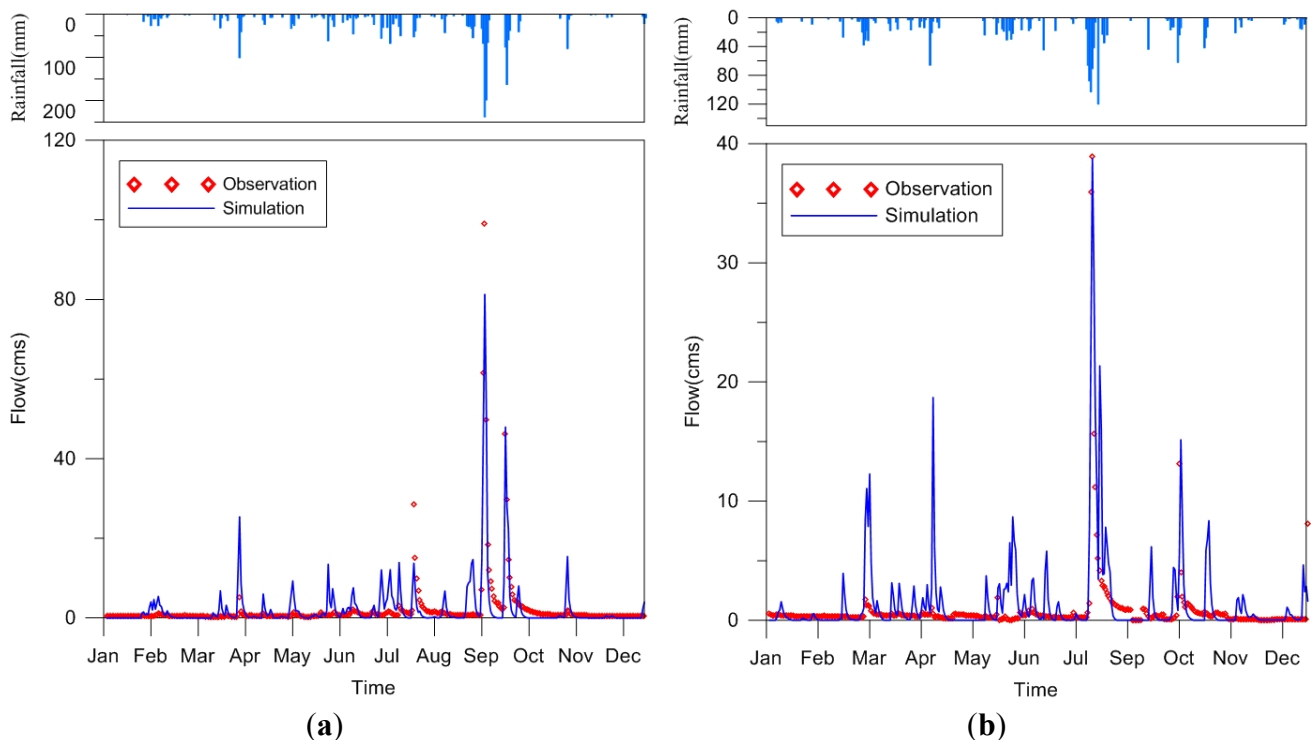 Rainfall(mm)
0
100
200
120
80
40
0
Flow(cms)
Observation
Simulation
Jan Feb Mar Apr May Jun Jul Aug Sep Oct Nov Dec
Time
(a)
Rainfall(mm)
0
40
80
120
40
30
20
10
0
Flow(cms)
Observation
Simulation
Jan Feb Mar Apr May Jun Jul Sep Oct Nov Dec
Time
(b)